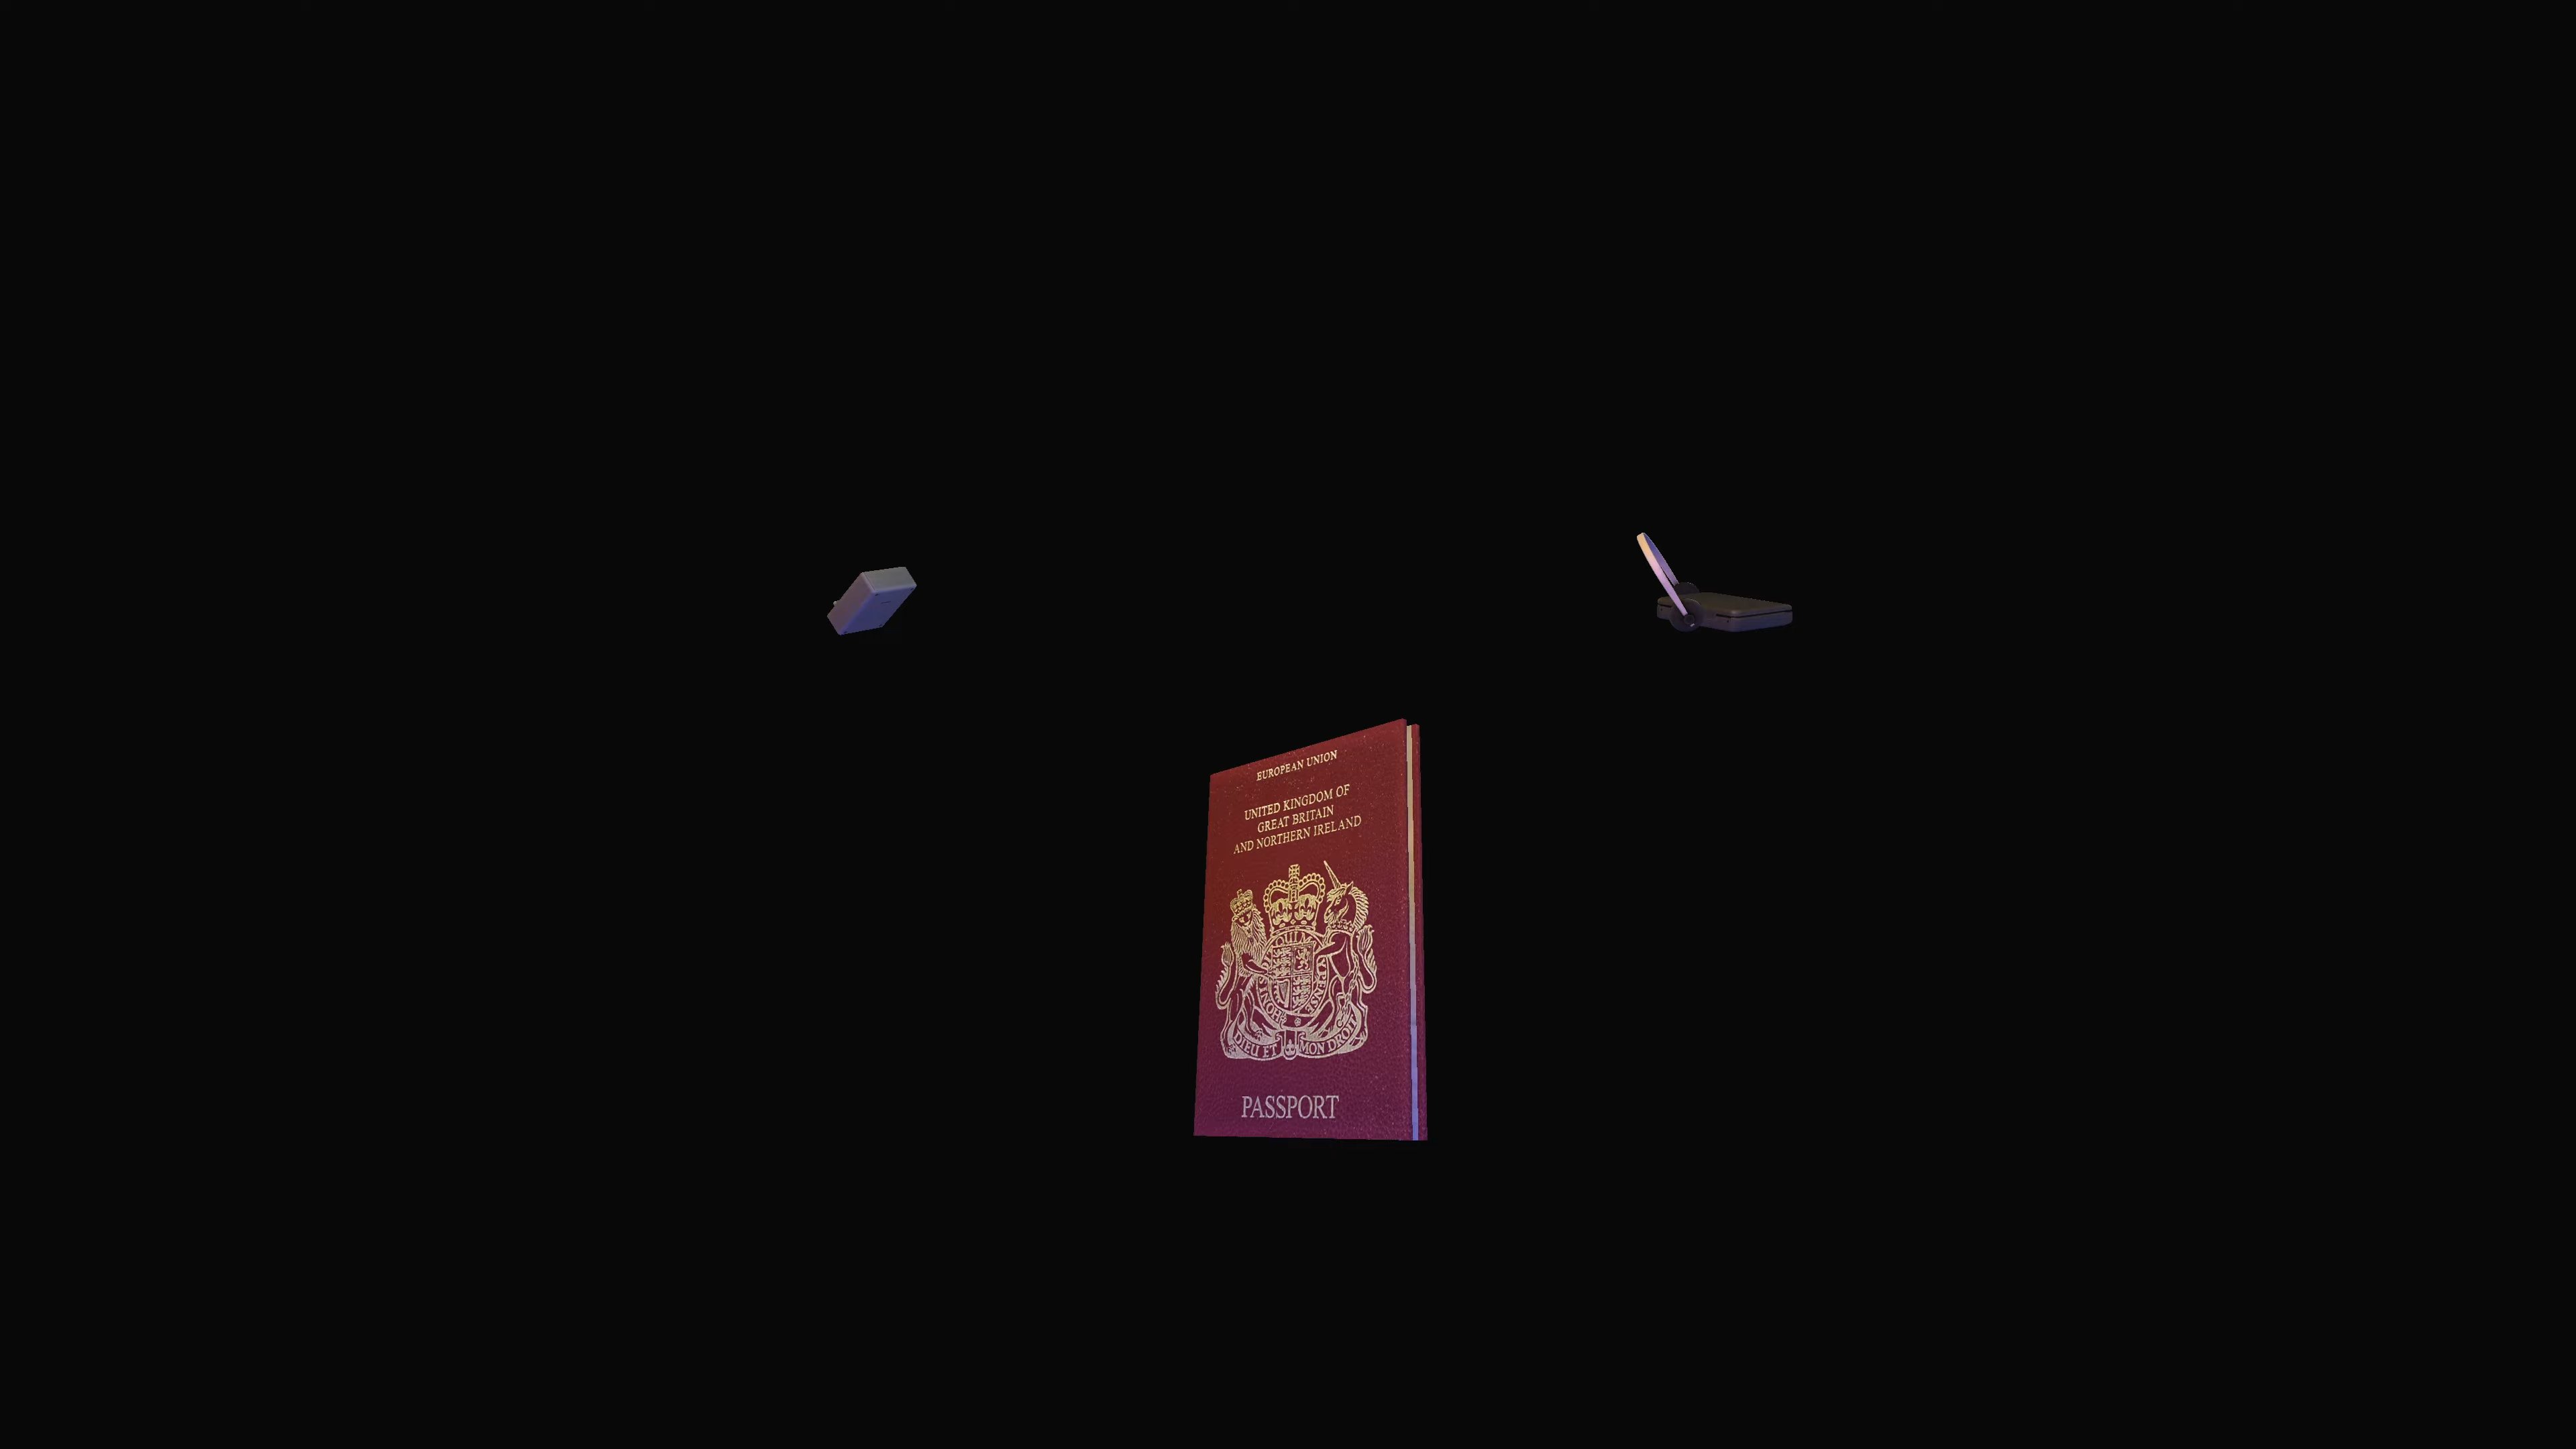 EUROPEAN UNION
UNITED KINGDOM OF
GREAT BRITAIN
AND NORTHERN IRELAND
DIEU ET MON DROIT
PASSPORT